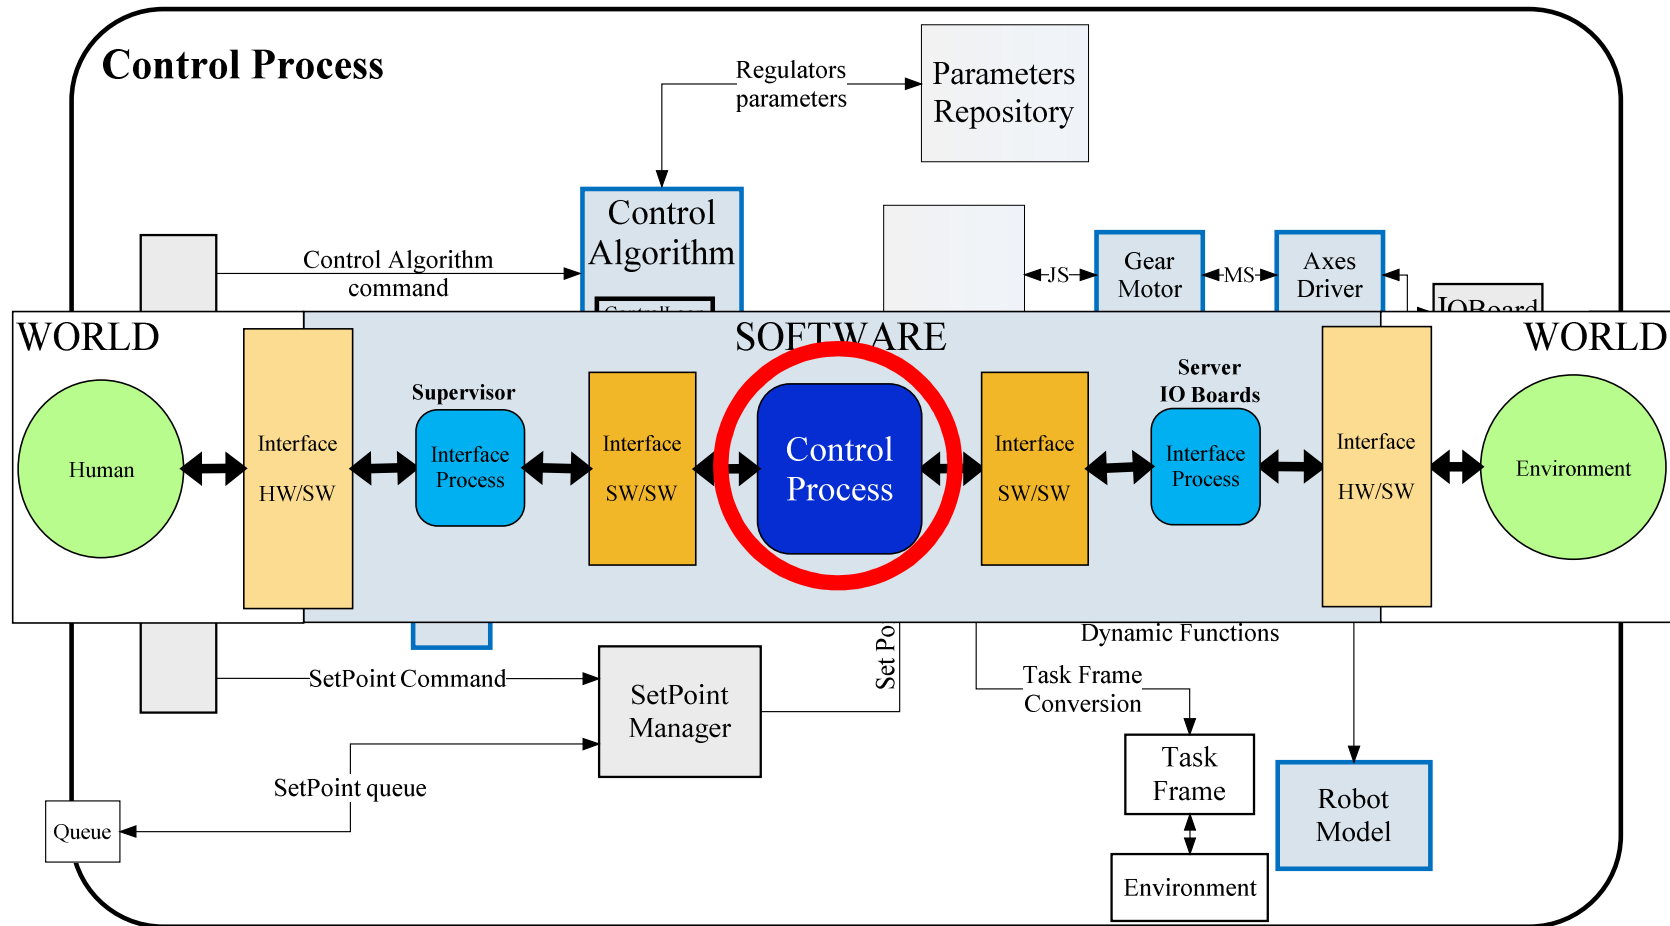 Control Process
Regulators
parameters
Parameters
Repository
Control
Algorithm
Control Algorithm
command
JS
Gear
Motor
MS
Axes
Driver
IOBoard
WORLD
SOFTWARE
WORLD
Human
Interface
HW/SW
Supervisor
Interface
Process
Interface
SW/SW
Control
Process
Interface
SW/SW
Server
IO Boards
Interface
Process
Interface
HW/SW
Environment
Dynamic Functions
Set Po
SetPoint Command
SetPoint
Manager
Task Frame
Conversion
SetPoint queue
Queue
Task
Frame
Robot
Model
Environment